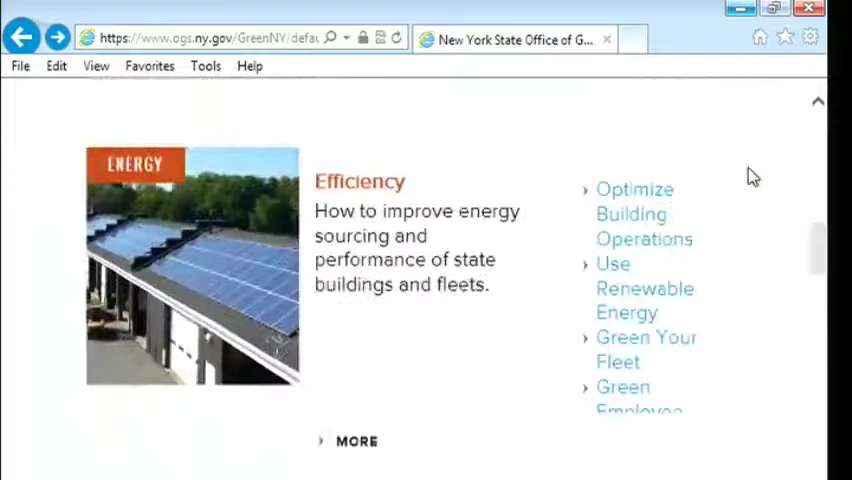 https://www.ogs.ny.gov/GreenNY/defau
New York State Office of G...
File Edit View Favorites Tools Help
ENERGY
Efficiency
How to improve energy
sourcing and
performance of state
buildings and fleets.
MORE
Optimize
Building
Operations
Use
Renewable
Energy
Green Your
Fleet
Green
Employee